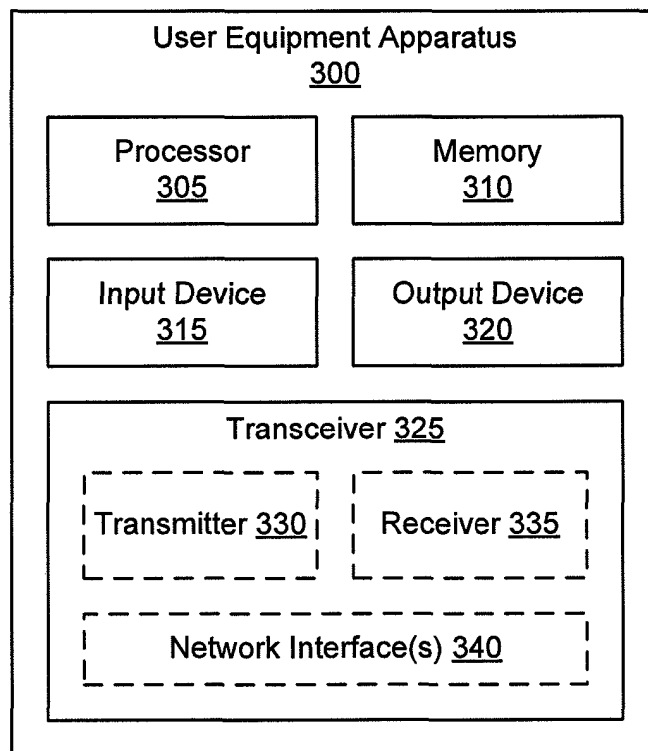 User Equipment Apparatus
300
Processor
305
Memory
310
Input Device
315
Output Device
320
Transceiver 325
Transmitter 330
Receiver 335
Network Interface(s) 340